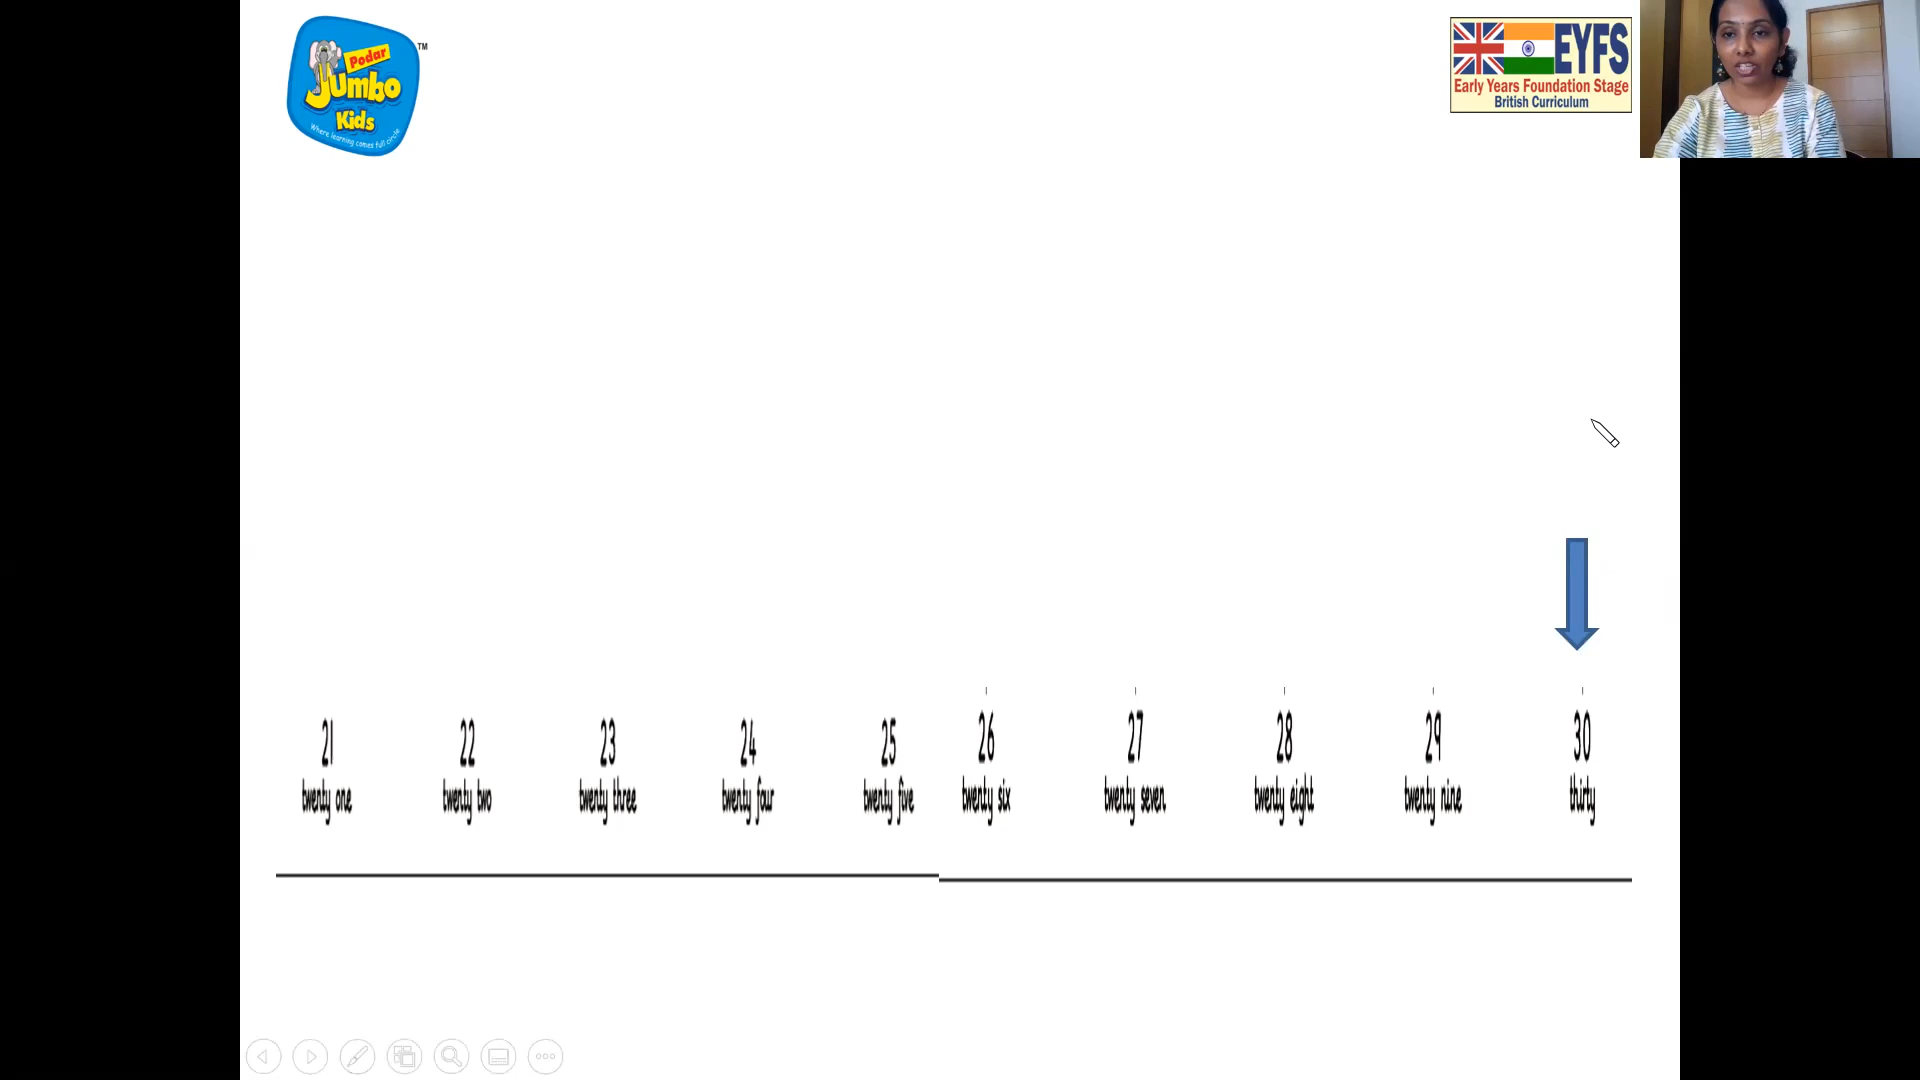 Podar
Jumbo
Kids
TM
Where learning comes full circle
EYFS
Early Years Foundation Stage
British Curriculum
21 22 23 24 25 26 27 28 29 30
twenty one twenty two twenty three twenty four twenty five twenty six twenty seven twenty eight twenty nine thirty